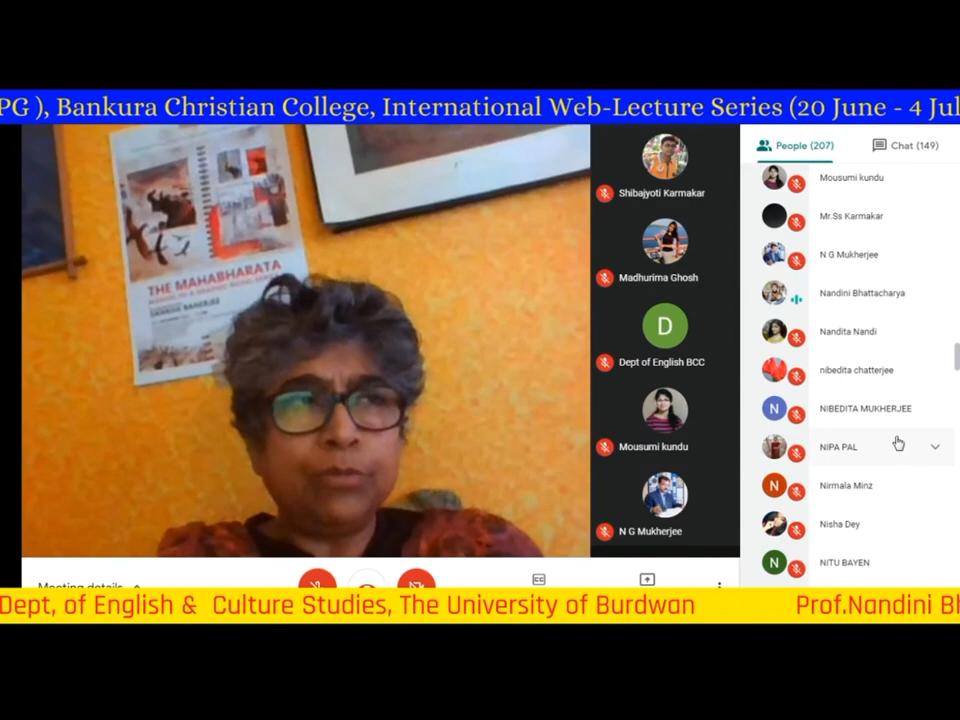 PG ), Bankura Christian College, International Web-Lecture Series (20 June - 4 Jul
THE MAHABHARATA
Shibajyoti Karmakar
Madhurima Ghosh
D
Dept of English BCC
Mousumi kundu
N G Mukherjee
People (207)
Chat (149)
Mousumi kundu
Mr.Ss Karmakar
N G Mukherjee
Nandini Bhattacharya
Nandita Nandi
nibedita chatterjee
N
NIBEDITA MUKHERJEE
NIPA PAL
N
Nirmala Minz
Nisha Dey
N
NITU BAYEN
Meeting details
CC
Dept, of English & Culture Studies, The University of Burdwan
Prof.Nandini Bh